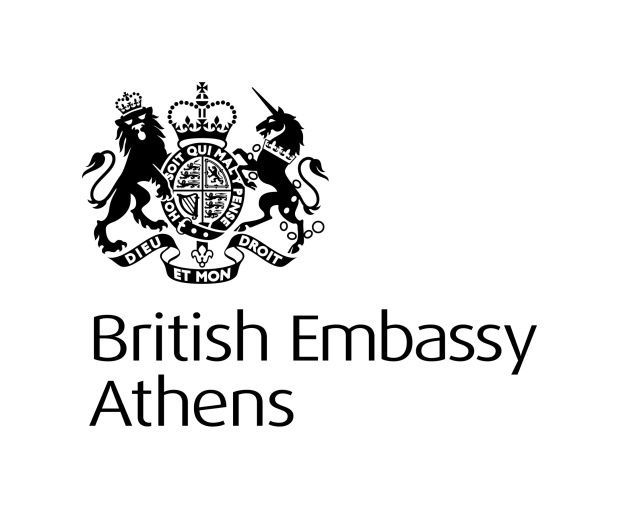 HONI SOIT QUI MAL Y PENSE
DIEU ET MON DROIT
British Embassy
Athens